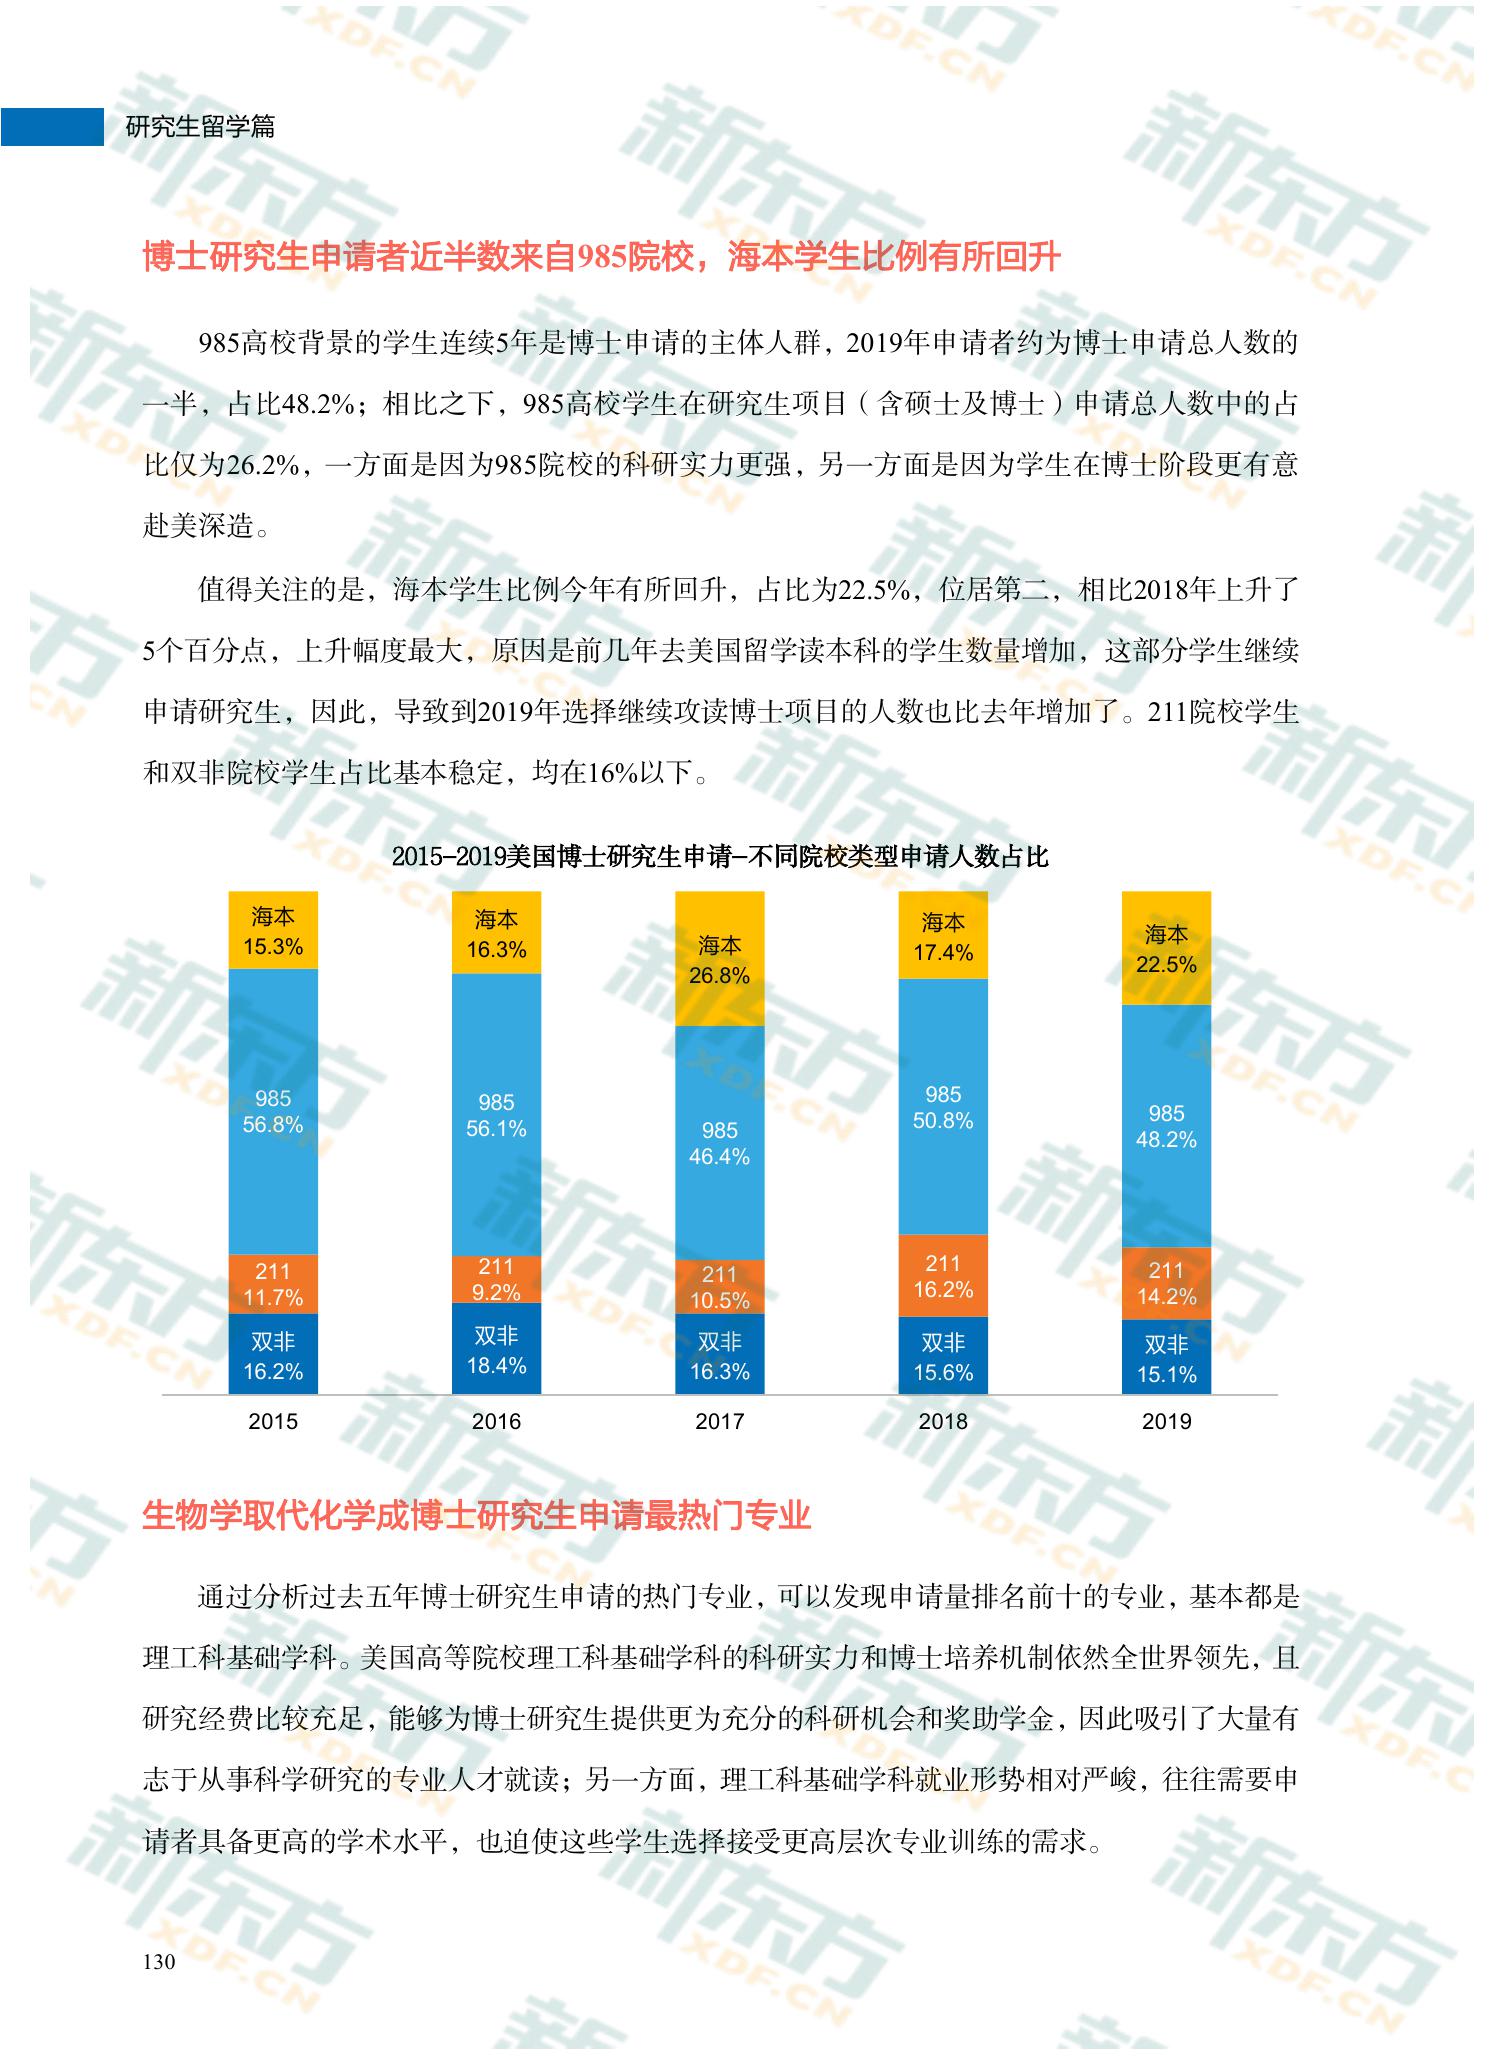 研究生留学篇
博士研究生申请者近半数来自985院校，海本学生比例有所回升
985高校背景的学生连续5年是博士申请的主体人群，2019年申请者约为博士申请总人数的
一半，占比48.2%；相比之下，985高校学生在研究生项目（含硕士及博士）申请总人数中的占
比仅为26.2%，一方面是因为985院校的科研实力更强，另一方面是因为学生在博士阶段更有意
赴美深造。
值得关注的是，海本学生比例今年有所回升，占比为22.5%，位居第二，相比2018年上升了
5个百分点，上升幅度最大，原因是前几年去美国留学读本科的学生数量增加，这部分学生继续
申请研究生，因此，导致到2019年选择继续攻读博士项目的人数也比去年增加了。211院校学生
和双非院校学生占比基本稳定，均在16%以下。
2015–2019美国博士研究生申请–不同院校类型申请人数占比
海本 海本 海本 海本 海本
15.3% 16.3% 26.8% 17.4% 22.5%
985 985 985 985 985
56.8% 56.1% 46.4% 50.8% 48.2%
211 211 211 211 211
11.7% 9.2% 10.5% 16.2% 14.2%
双非 双非 双非 双非 双非
16.2% 18.4% 16.3% 15.6% 15.1%
2015 2016 2017 2018 2019
生物学取代化学成博士研究生申请最热门专业
通过分析过去五年博士研究生申请的热门专业，可以发现申请量排名前十的专业，基本都是
理工科基础学科。美国高等院校理工科基础学科的科研实力和博士培养机制依然全世界领先，且
研究经费比较充足，能够为博士研究生提供更为充分的科研机会和奖助学金，因此吸引了大量有
志于从事科学研究的专业人才就读；另一方面，理工科基础学科就业形势相对严峻，往往需要申
请者具备更高的学术水平，也迫使这些学生选择接受更高层次专业训练的需求。
130
新东方
XDF.CN